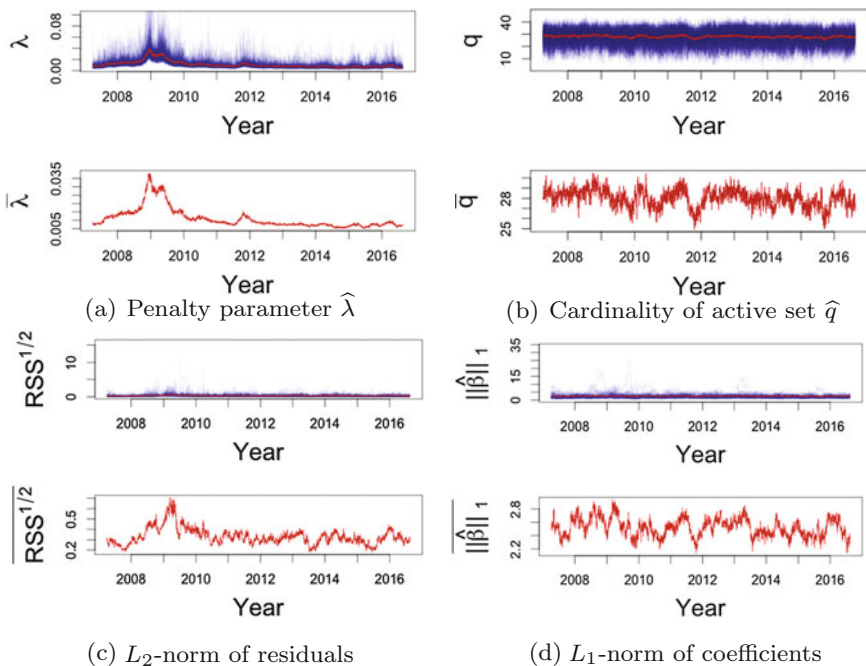 λ
0.00 0.08
2008 2010 2012 2014 2016
Year
λ̅
0.005 0.035
2008 2010 2012 2014 2016
Year
(a) Penalty parameter λ̂
q
10 40
2008 2010 2012 2014 2016
Year
q̅
25 28
2008 2010 2012 2014 2016
Year
(b) Cardinality of active set q̂
RSS^1/2
0 10
2008 2010 2012 2014 2016
Year
RSS^1/2
0.2 0.5
2008 2010 2012 2014 2016
Year
(c) L₂-norm of residuals
||β̂||₁
0 15 35
2008 2010 2012 2014 2016
Year
||β̂||₁
2.2 2.8
2008 2010 2012 2014 2016
Year
(d) L₁-norm of coefficients